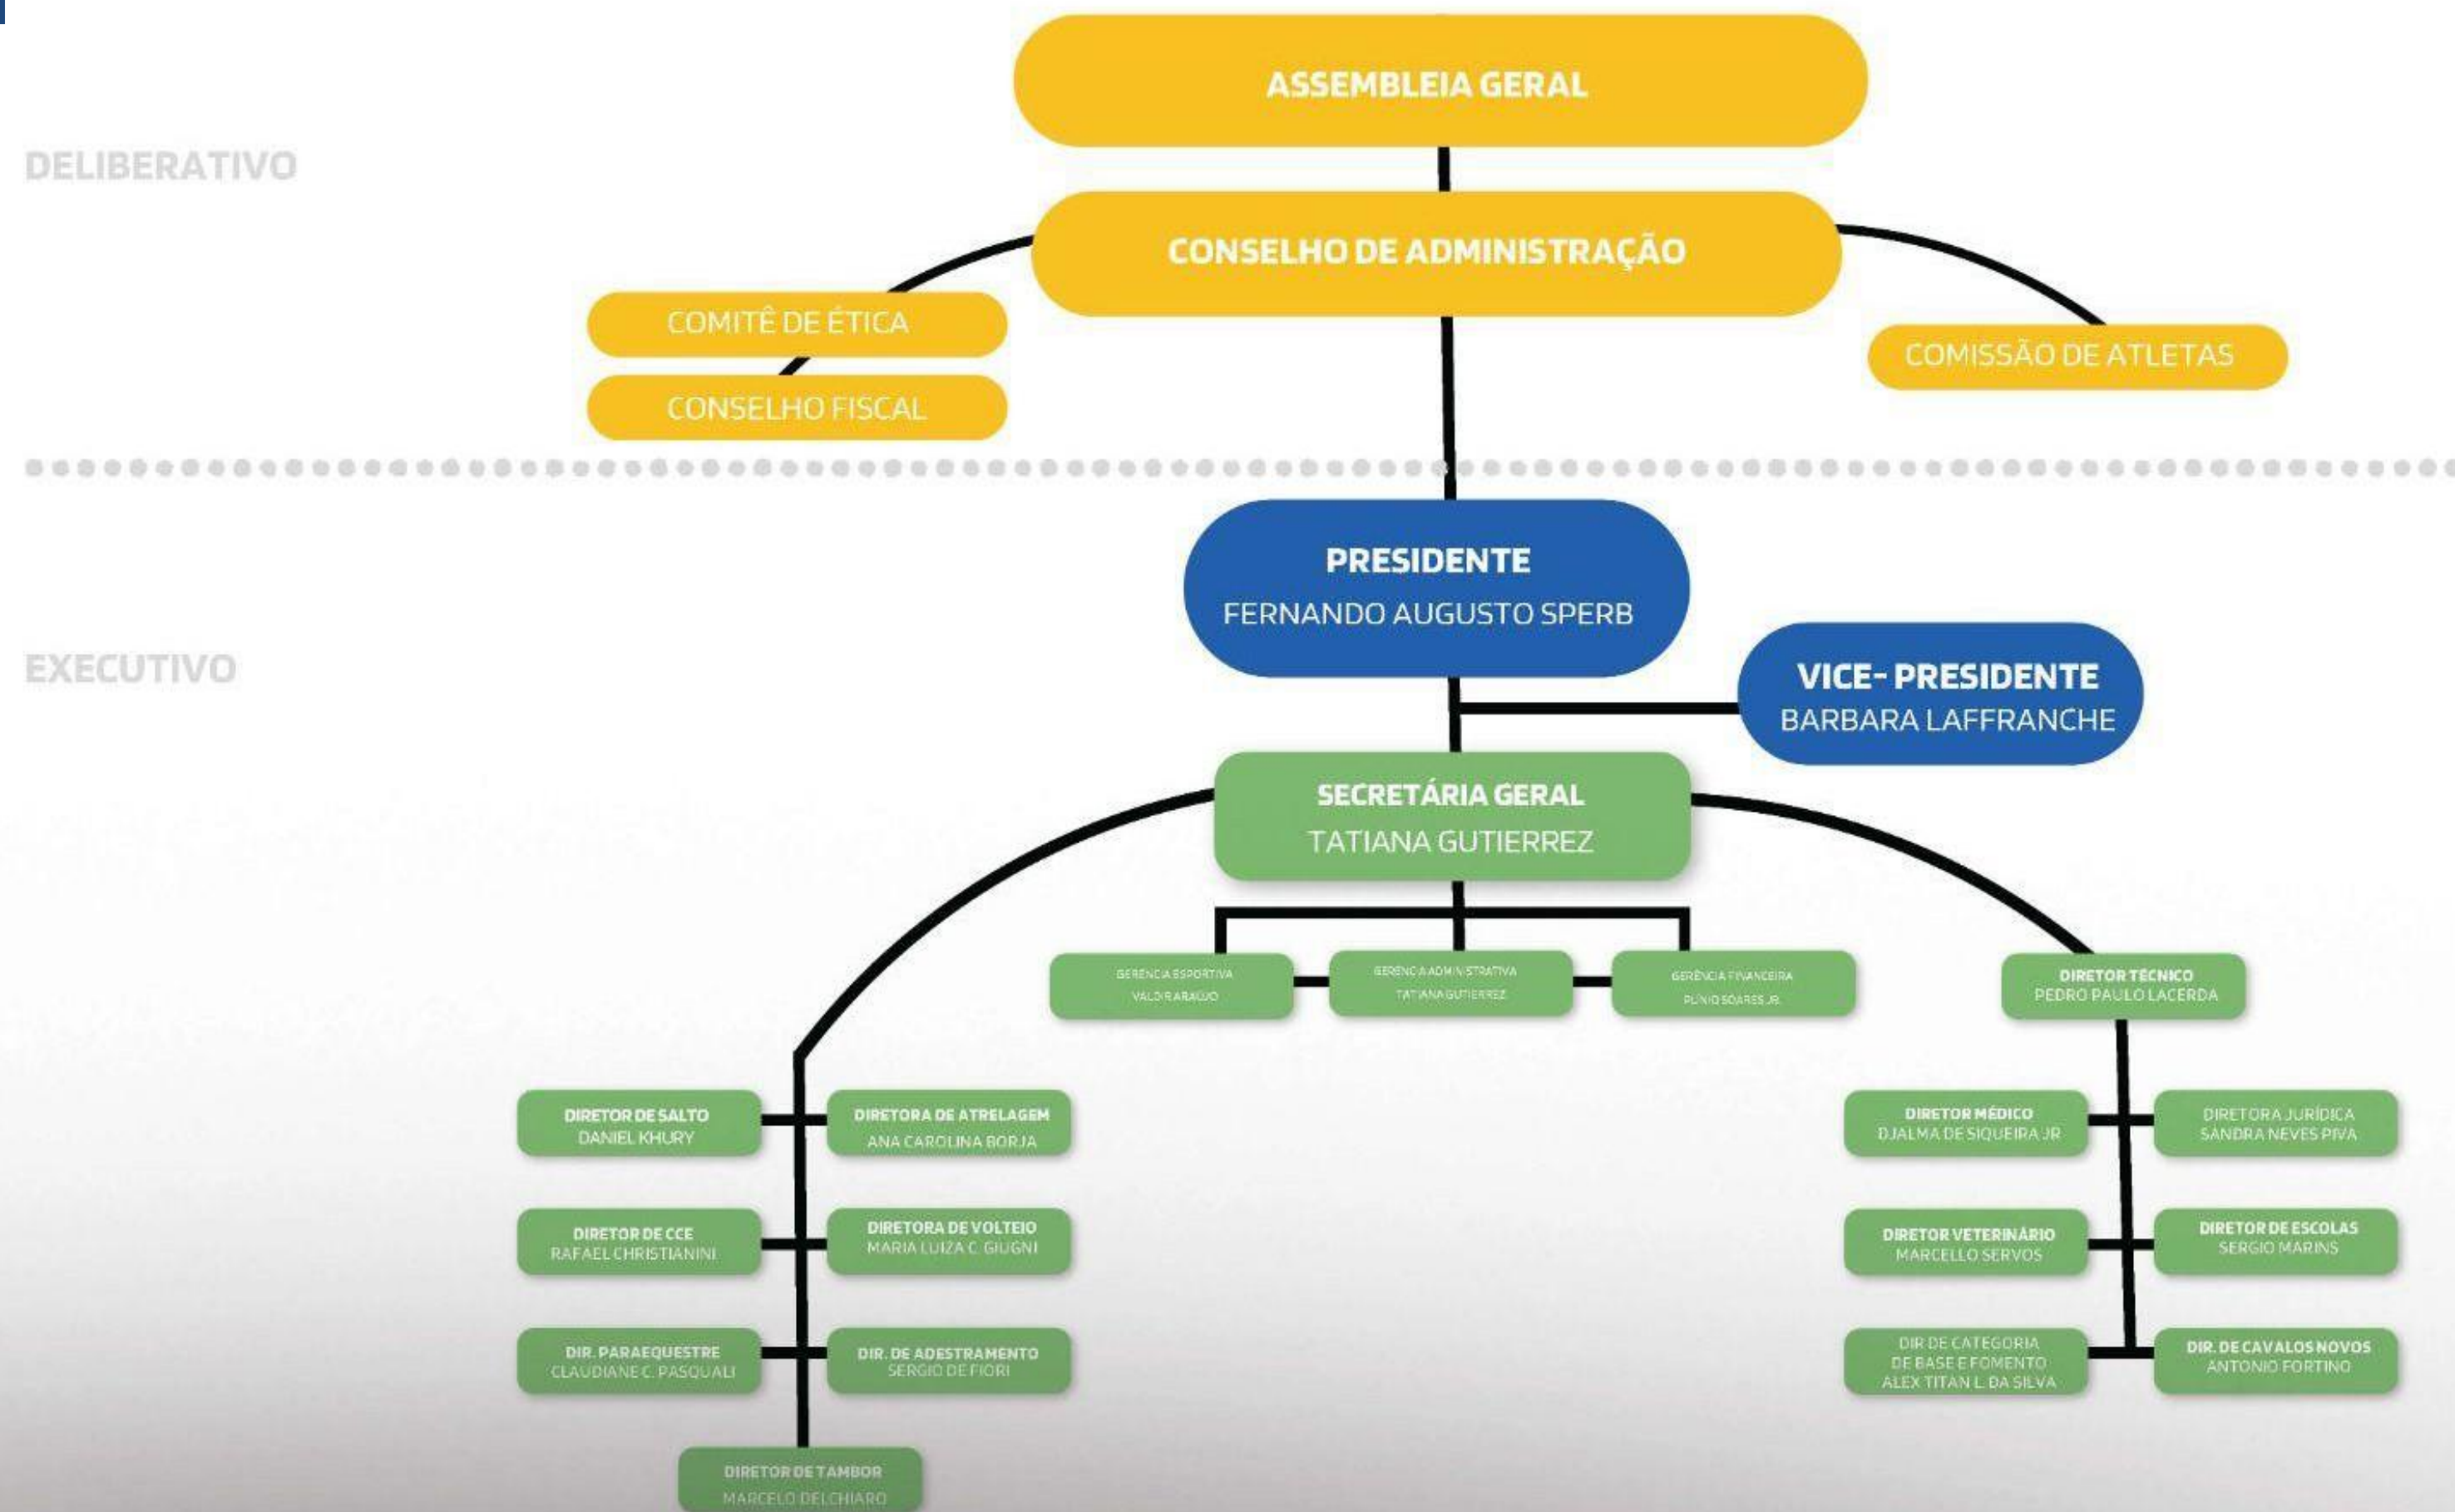 ASSEMBLEIA GERAL
DELIBERATIVO
CONSELHO DE ADMINISTRAÇÃO
COMITÊ DE ÉTICA
CONSELHO FISCAL
COMISSÃO DE ATLETAS
PRESIDENTE
FERNANDO AUGUSTO SPERB
EXECUTIVO
VICE- PRESIDENTE
BARBARA LAFFRANCHE
SECRETÁRIA GERAL
TATIANA GUTIERREZ
GERÊNCIA ESPORTIVA
VALDIR ARAÚJO
GERÊNCIA ADMINISTRATIVA
TATIANA GUTIERREZ
GERÊNCIA FINANCEIRA
PLÍNIO SOARES JR.
DIRETOR TÉCNICO
PEDRO PAULO LACERDA
DIRETOR DE SALTO
DANIEL KHURY
DIRETORA DE ATRELAGEM
ANA CAROLINA BORJA
DIRETOR DE CCE
RAFAEL CHRISTIANINI
DIRETORA DE VOLTEIO
MARIA LUIZA C. GIUGNI
DIR. PARAEQUESTRE
CLAUDIANE C. PASQUALI
DIR. DE ADESTRAMENTO
SERGIO DE FIORI
DIRETOR DE TAMBOR
MARCELO DELCHIARO
DIRETOR MÉDICO
DJALMA DE SIQUEIRA JR
DIRETORA JURÍDICA
SANDRA NEVES PIVA
DIRETOR VETERINÁRIO
MARCELLO SERVOS
DIRETOR DE ESCOLAS
SERGIO MARINS
DIR DE CATEGORIA
DE BASE E FOMENTO
ALEX TITAN L. DA SILVA
DIR. DE CAVALOS NOVOS
ANTONIO FORTINO